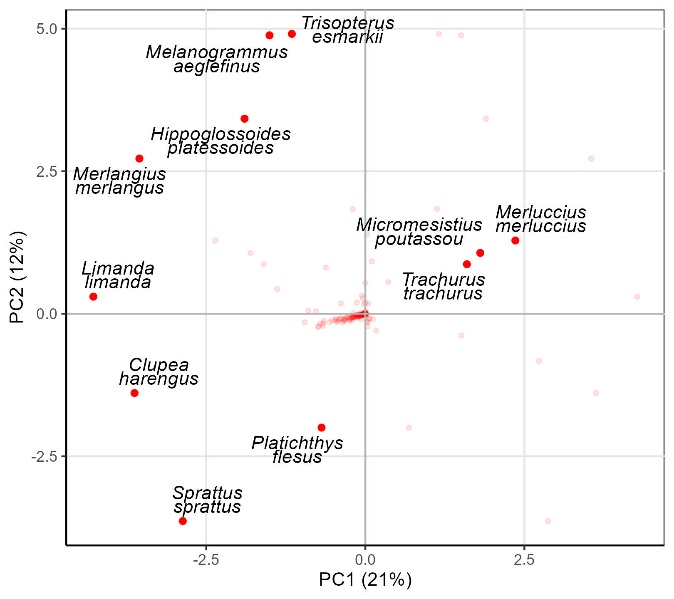 5.0
Trisopterus
esmarkii
Melanogrammus
aeglefinus
Hippoglossoides
platessoides
2.5
Merlangius
merlangus
Micromesistius
poutassou
Merluccius
merluccius
Limanda
limanda
Trachurus
trachurus
0.0
Clupea
harengus
Platichthys
flesus
-2.5
Sprattus
sprattus
PC2 (12%)
-2.5
0.0
2.5
PC1 (21%)